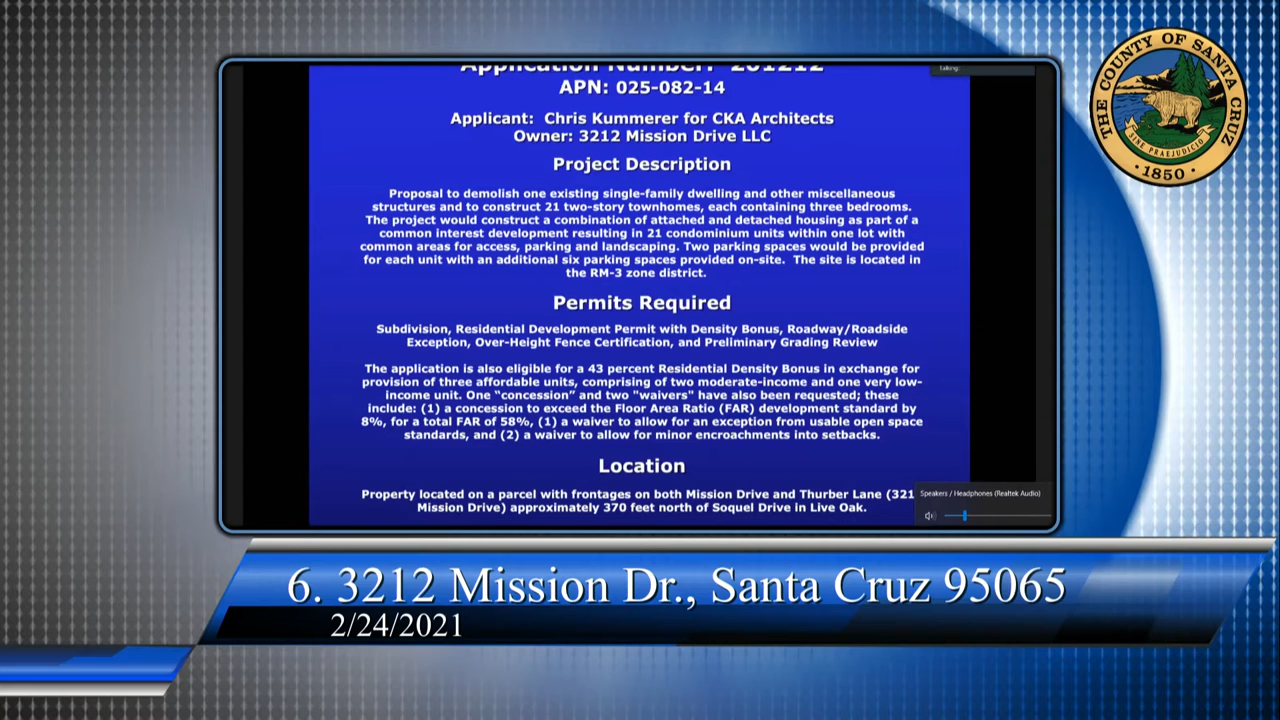 Application Number: 201212
APN: 025-082-14
Talking:
Applicant: Chris Kummerer for CKA Architects
Owner: 3212 Mission Drive LLC
Project Description
Proposal to demolish one existing single-family dwelling and other miscellaneous
structures and to construct 21 two-story townhomes, each containing three bedrooms.
The project would construct a combination of attached and detached housing as part of a
common interest development resulting in 21 condominium units within one lot with
common areas for access, parking and landscaping. Two parking spaces would be provided
for each unit with an additional six parking spaces provided on-site. The site is located in
the RM-3 zone district.
Permits Required
Subdivision, Residential Development Permit with Density Bonus, Roadway/Roadside
Exception, Over-Height Fence Certification, and Preliminary Grading Review
The application is also eligible for a 43 percent Residential Density Bonus in exchange for
provision of three affordable units, comprising of two moderate-income and one very low-
income unit. One “concession” and two "waivers" have also been requested; these
include: (1) a concession to exceed the Floor Area Ratio (FAR) development standard by
8%, for a total FAR of 58%, (1) a waiver to allow for an exception from usable open space
standards, and (2) a waiver to allow for minor encroachments into setbacks.
Location
Property located on a parcel with frontages on both Mission Drive and Thurber Lane (321
Mission Drive) approximately 370 feet north of Soquel Drive in Live Oak.
Speakers / Headphones (Realtek Audio)
THE COUNTY OF SANTA CRUZ
SINE PRAEJUDICIO
• 1850 •
6. 3212 Mission Dr., Santa Cruz 95065
2/24/2021